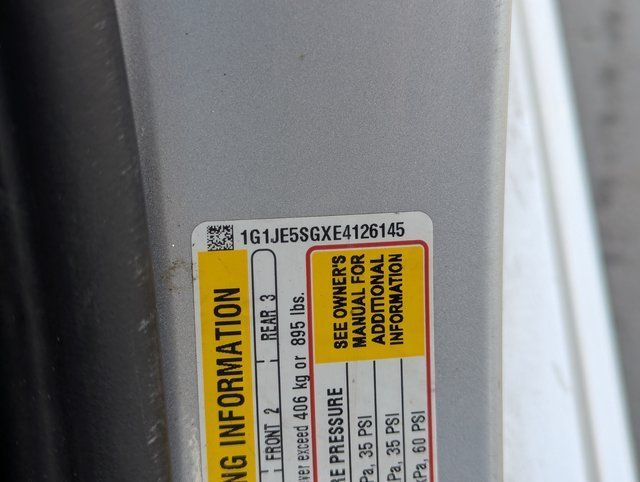 1G1JE5SGXE4126145
NG INFORMATION
FRONT 2 REAR 3
ver exceed 406 kg or 895 lbs.
SEE OWNER'S
MANUAL FOR
ADDITIONAL
INFORMATION
RE PRESSURE
Pa, 35 PSI
kPa, 35 PSI
kPa, 60 PSI